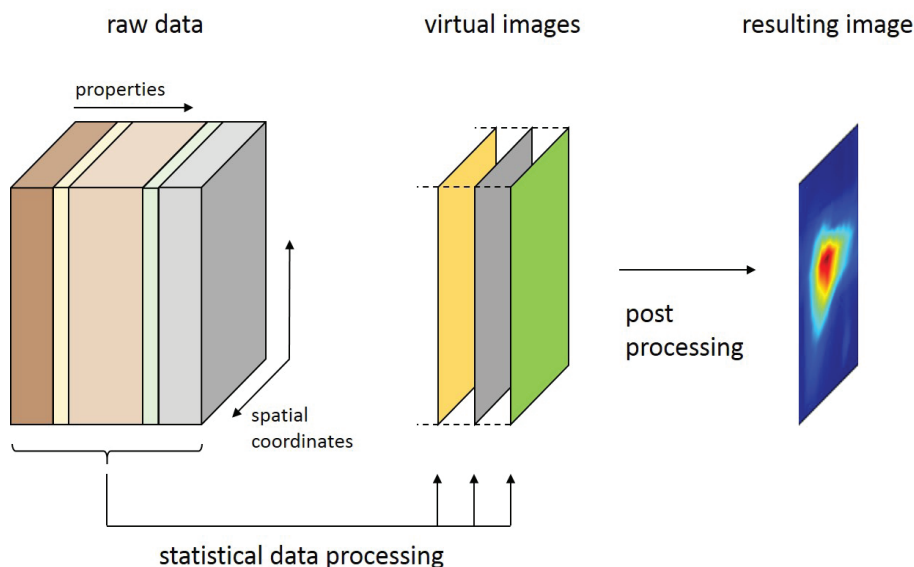 raw data
virtual images
resulting image
properties
spatial
coordinates
post
processing
statistical data processing